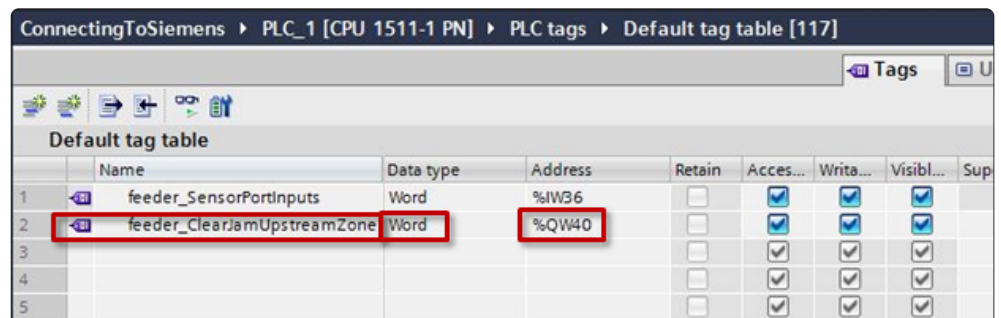 ConnectingToSiemens ▸ PLC_1 [CPU 1511-1 PN] ▸ PLC tags ▸ Default tag table [117]
Tags U
Default tag table
Name Data type Address Retain Acces... Writa... Visibl... Sup
1 feeder_SensorPortInputs Word %IW36
2 feeder_ClearJamUpstreamZone Word %QW40
3
4
5